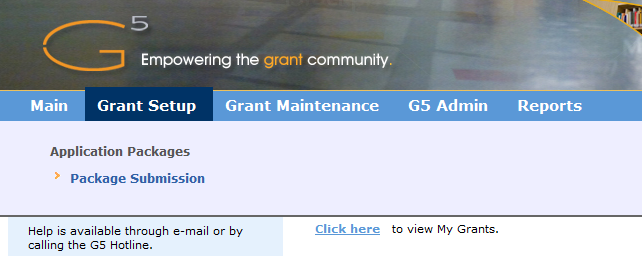 G5
Empowering the grant community.
Main Grant Setup Grant Maintenance G5 Admin Reports
Application Packages
Package Submission
Help is available through e-mail or by
calling the G5 Hotline.
Click here to view My Grants.